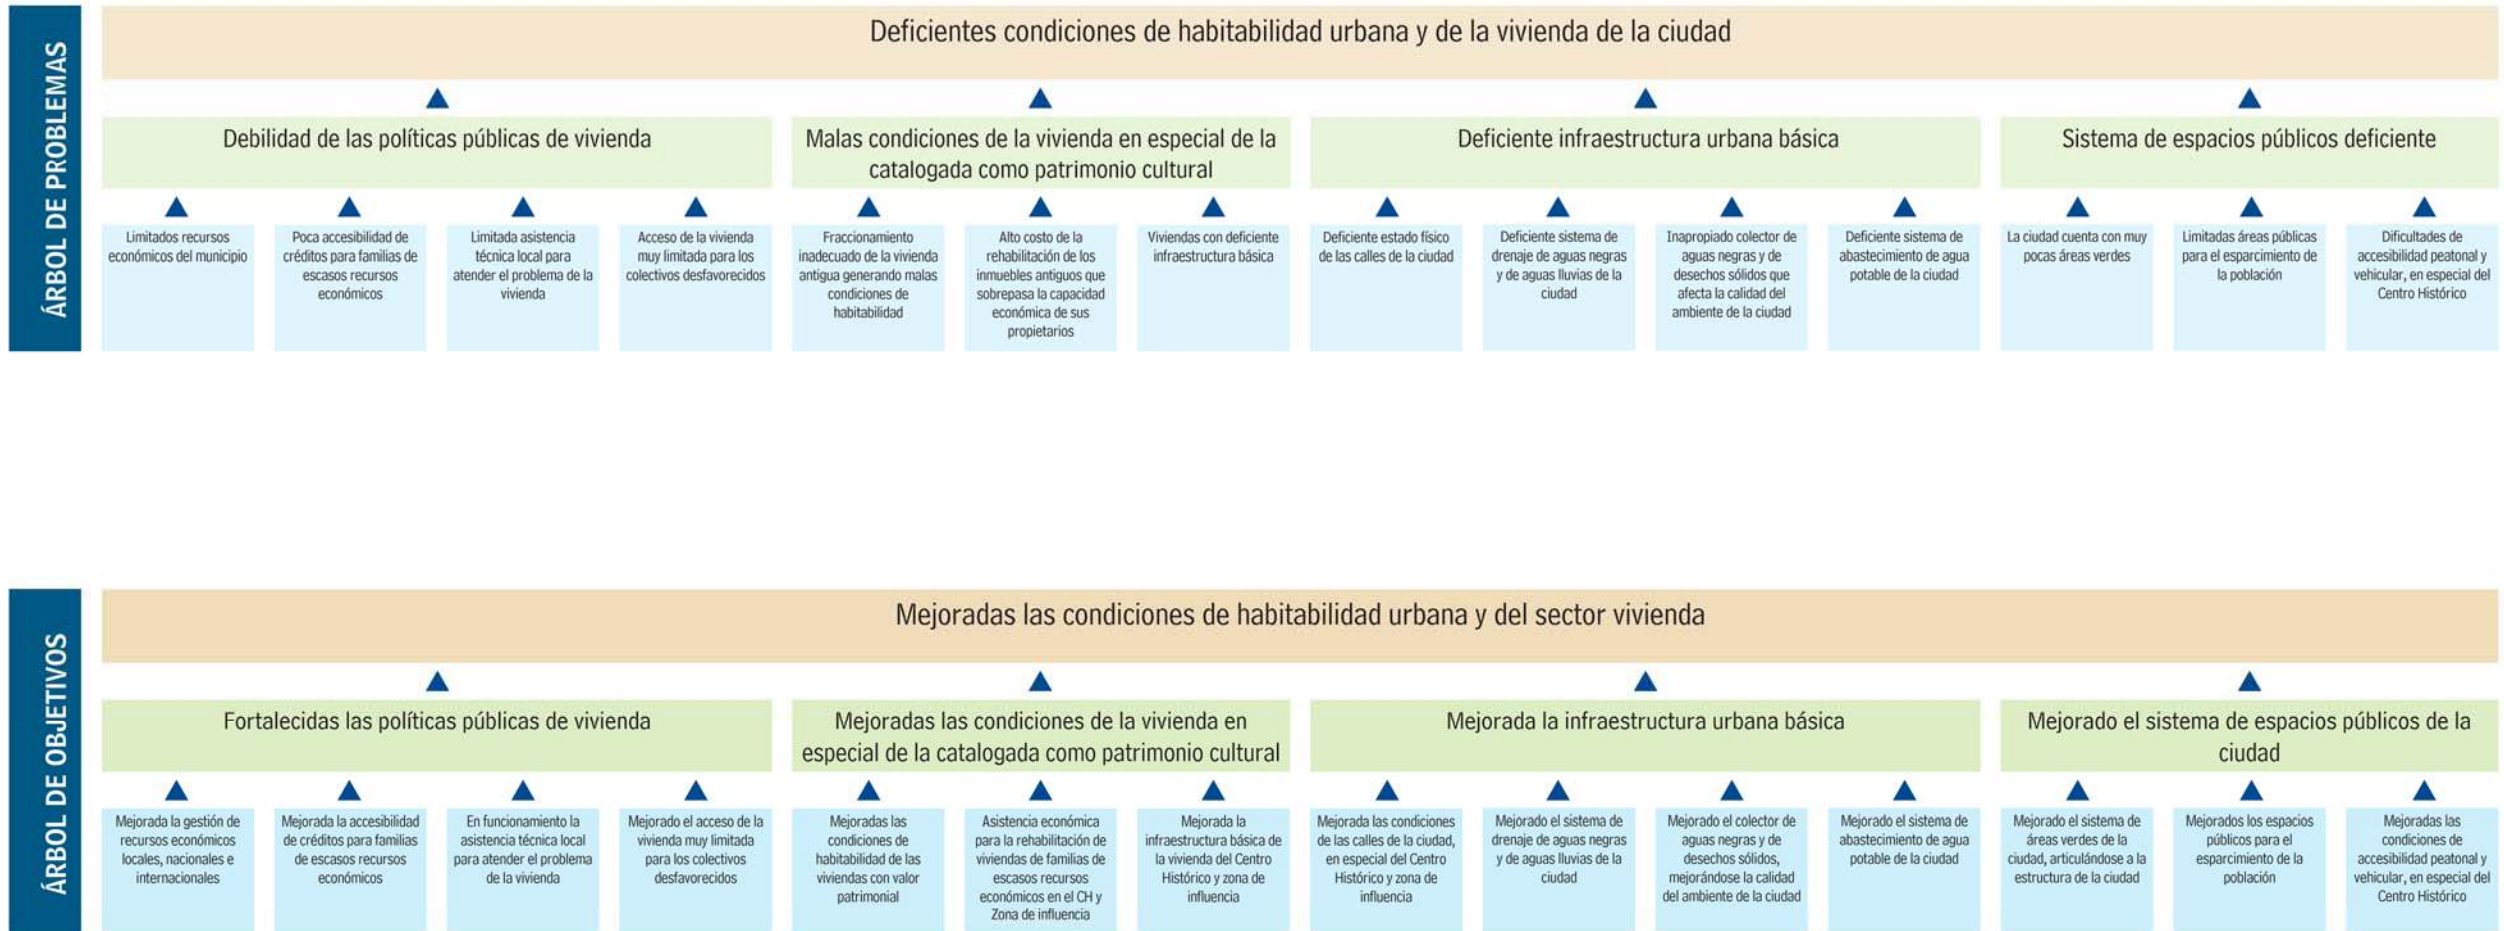 ÁRBOL DE PROBLEMAS
Deficientes condiciones de habitabilidad urbana y de la vivienda de la ciudad
Debilidad de las políticas públicas de vivienda
Malas condiciones de la vivienda en especial de la
catalogada como patrimonio cultural
Deficiente infraestructura urbana básica
Sistema de espacios públicos deficiente
Limitados recursos
económicos del municipio
Poca accesibilidad de
créditos para familias de
escasos recursos
económicos
Limitada asistencia
técnica local para
atender el problema de la
vivienda
Acceso de la vivienda
muy limitada para los
colectivos desfavorecidos
Fraccionamiento
inadecuado de la vivienda
antigua generando malas
condiciones de
habitabilidad
Alto costo de la
rehabilitación de los
inmuebles antiguos que
sobrepasa la capacidad
económica de sus
propietarios
Viviendas con deficiente
infraestructura básica
Deficiente estado físico
de las calles de la ciudad
Deficiente sistema de
drenaje de aguas negras
y de aguas lluvias de la
ciudad
Inapropiado colector de
aguas negras y de
desechos sólidos que
afecta la calidad del
ambiente de la ciudad
Deficiente sistema de
abastecimiento de agua
potable de la ciudad
La ciudad cuenta con muy
pocas áreas verdes
Limitadas áreas públicas
para el esparcimiento de
la población
Dificultades de
accesibilidad peatonal y
vehicular, en especial del
Centro Histórico
ÁRBOL DE OBJETIVOS
Mejoradas las condiciones de habitabilidad urbana y del sector vivienda
Fortalecidas las políticas públicas de vivienda
Mejoradas las condiciones de la vivienda en
especial de la catalogada como patrimonio cultural
Mejorada la infraestructura urbana básica
Mejorado el sistema de espacios públicos de la
ciudad
Mejorada la gestión de
recursos económicos
locales, nacionales e
internacionales
Mejorada la accesibilidad
de créditos para familias
de escasos recursos
económicos
En funcionamiento la
asistencia técnica local
para atender el problema
de la vivienda
Mejorado el acceso de la
vivienda muy limitada
para los colectivos
desfavorecidos
Mejoradas las
condiciones de
habitabilidad de las
viviendas con valor
patrimonial
Asistencia económica
para la rehabilitación de
viviendas de familias de
escasos recursos
económicos en el CH y
Zona de influencia
Mejorada la
infraestructura básica de
la vivienda del Centro
Histórico y zona de
influencia
Mejorada las condiciones
de las calles de la ciudad,
en especial del Centro
Histórico y zona de
influencia
Mejorado el sistema de
drenaje de aguas negras
y de aguas lluvias de la
ciudad
Mejorado el colector de
aguas negras y de
desechos sólidos,
mejorándose la calidad
del ambiente de la ciudad
Mejorado el sistema de
abastecimiento de agua
potable de la ciudad
Mejorado el sistema de
áreas verdes de la
ciudad, articulándose a la
estructura de la ciudad
Mejorados los espacios
públicos para el
esparcimiento de la
población
Mejoradas las
condiciones de
accesibilidad peatonal y
vehicular, en especial del
Centro Histórico